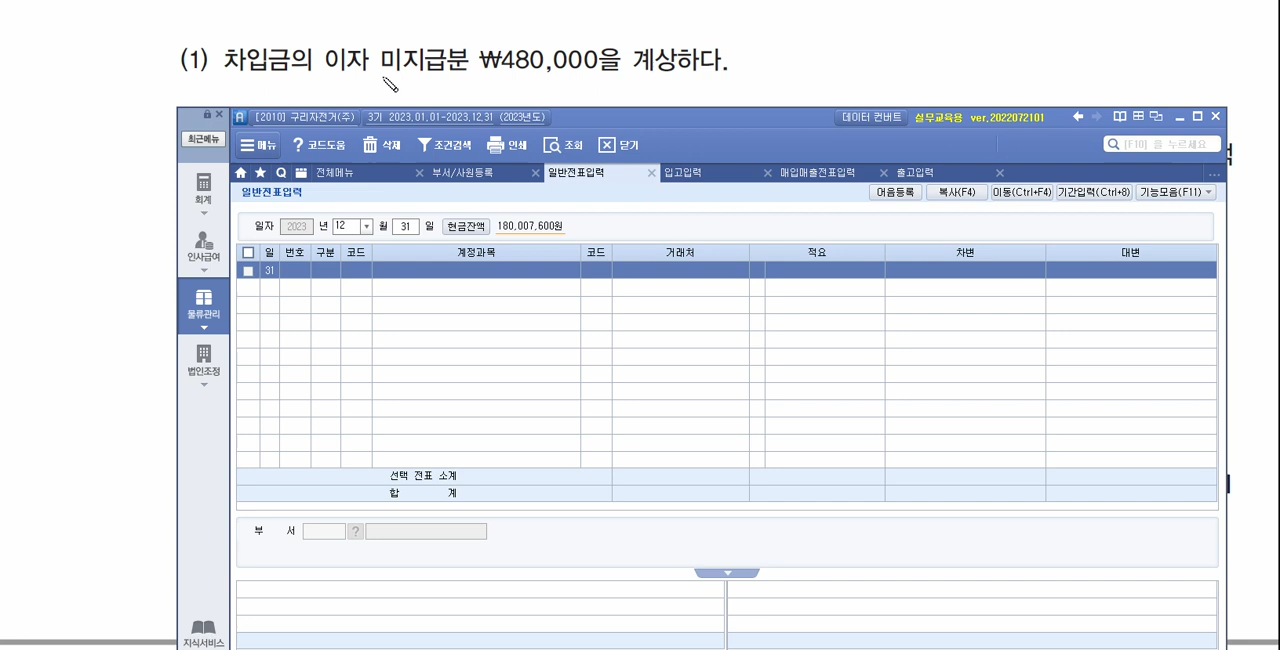 (1) 차입금의 이자 미지급분 ₩480,000을 계상하다.
[2010] 구리자전거(주) 3기 2023.01.01~2023.12.31 (2023년도) 데이터 컨버트 실무교육용 ver.2022072101
최근메뉴
메뉴 코드도움 삭제 조건검색 인쇄 조회 닫기 [F10] 을 누르세요
전체메뉴 부서/사원등록 일반전표입력 입고입력 매입매출전표입력 출고입력 ...
일반전표입력 어음등록 복사(F4) 이동(Ctrl+F4) 기간입력(Ctrl+8) 기능모음(F11)
회계
인사급여
물류관리
법인조정
지식서비스
일자 2023 년 12 월 31 일 현금잔액 180,007,600원
일 번호 구분 코드 계정과목 코드 거래처 적요 차변 대변
31
선택 전표 소계
합 계
부 서 ?